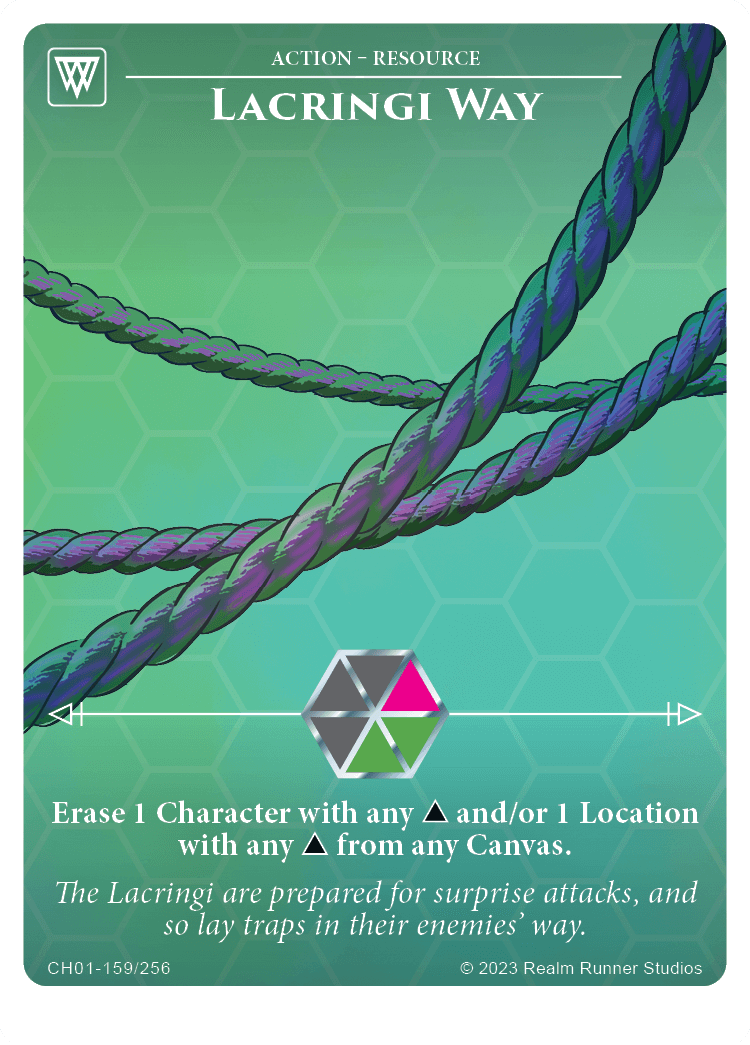 ACTION – RESOURCE
Lacringi Way
Erase 1 Character with any ▲ and/or 1 Location
with any ▲ from any Canvas.
The Lacringi are prepared for surprise attacks, and
so lay traps in their enemies’ way.
CH01-159/256
© 2023 Realm Runner Studios